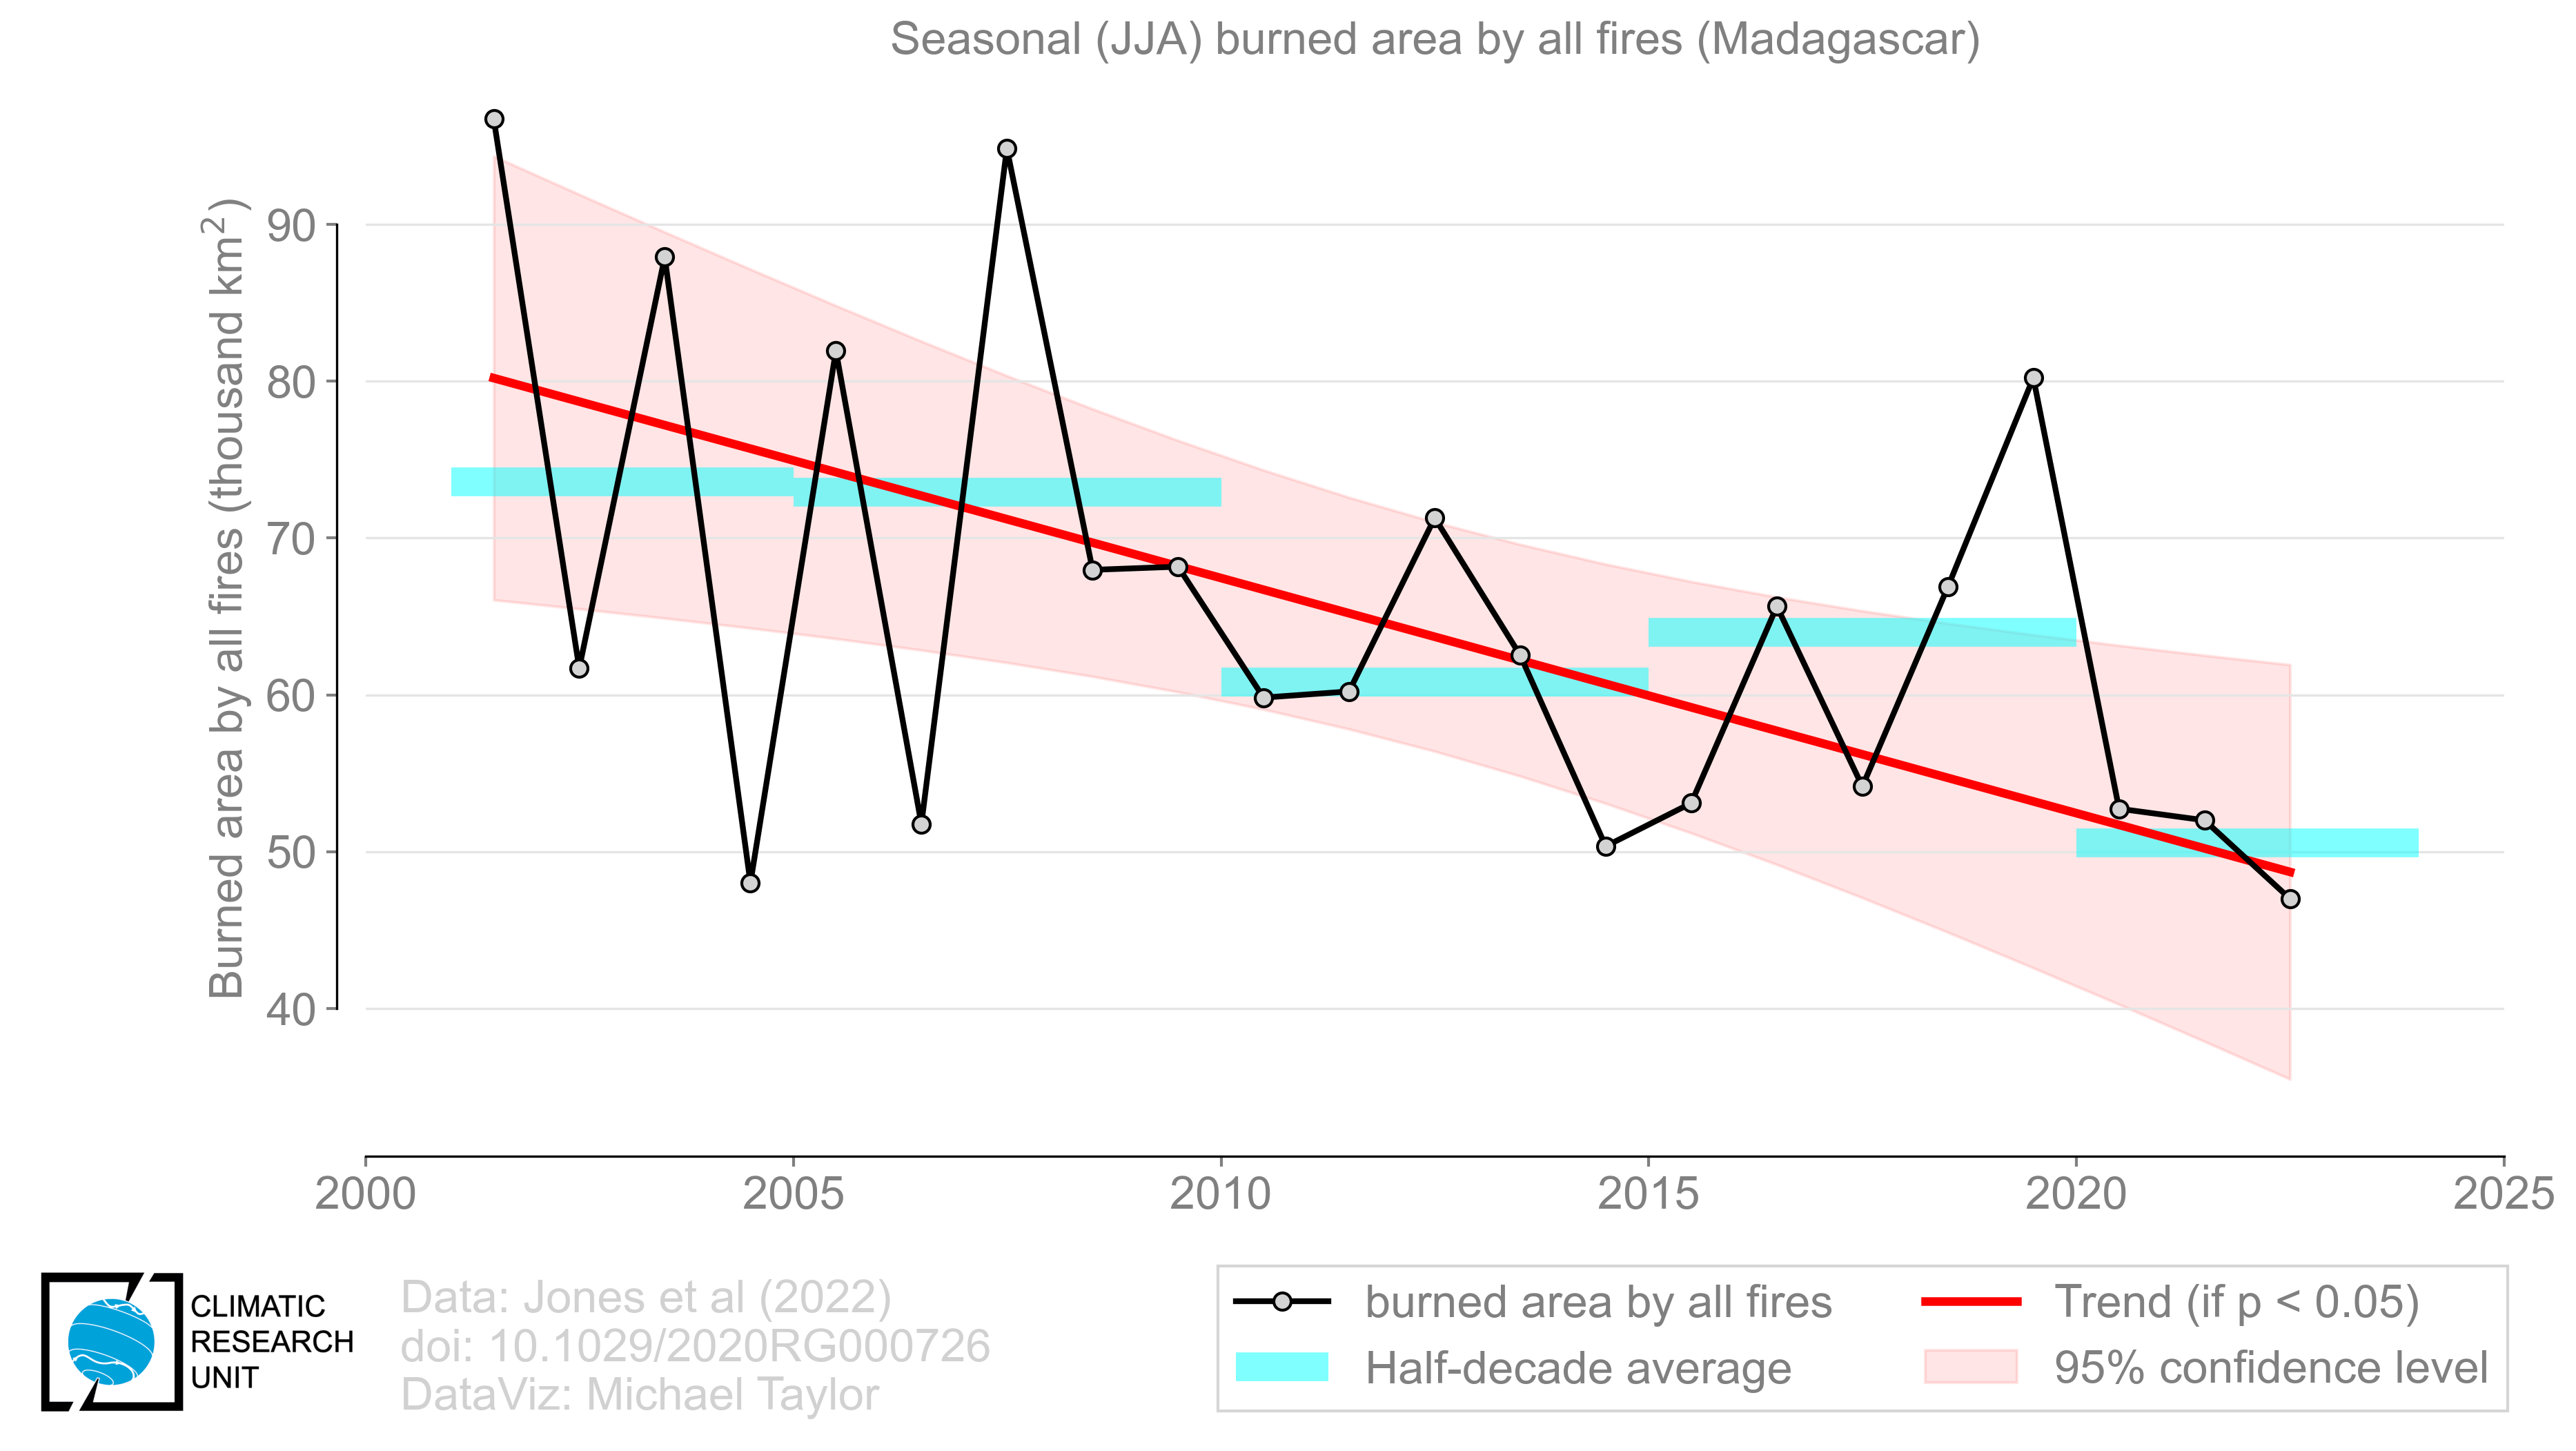 Seasonal (JJA) burned area by all fires (Madagascar)
Burned area by all fires (thousand km²)
90
80
70
60
50
40
2000
2005
2010
2015
2020
2025
CLIMATIC
RESEARCH
UNIT
Data: Jones et al (2022)
doi: 10.1029/2020RG000726
DataViz: Michael Taylor
burned area by all fires
Half-decade average
Trend (if p < 0.05)
95% confidence level